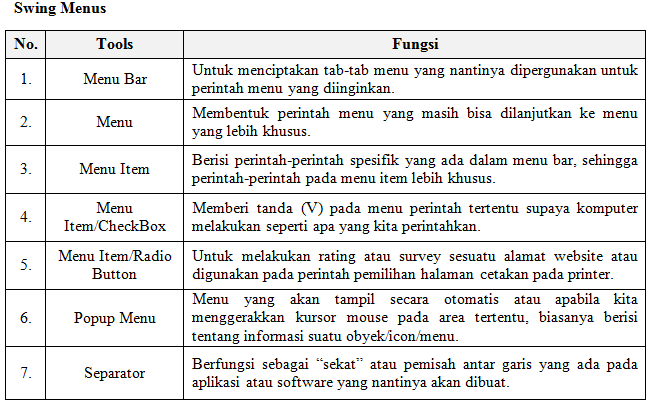 Swing Menus
No. Tools Fungsi
1. Menu Bar Untuk menciptakan tab-tab menu yang nantinya dipergunakan untuk
perintah menu yang diinginkan.
2. Menu Membentuk perintah menu yang masih bisa dilanjutkan ke menu
yang lebih khusus.
3. Menu Item Berisi perintah-perintah spesifik yang ada dalam menu bar, sehingga
perintah-perintah pada menu item lebih khusus.
4. Menu
Item/CheckBox
Memberi tanda (V) pada menu perintah tertentu supaya komputer
melakukan seperti apa yang kita perintahkan.
5. Menu Item/Radio
Button
Untuk melakukan rating atau survey sesuatu alamat website atau
digunakan pada perintah pemilihan halaman cetakan pada printer.
6. Popup Menu Menu yang akan tampil secara otomatis atau apabila kita
menggerakkan kursor mouse pada area tertentu, biasanya berisi
tentang informasi suatu obyek/icon/menu.
7. Separator Berfungsi sebagai “sekat” atau pemisah antar garis yang ada pada
aplikasi atau software yang nantinya akan dibuat.